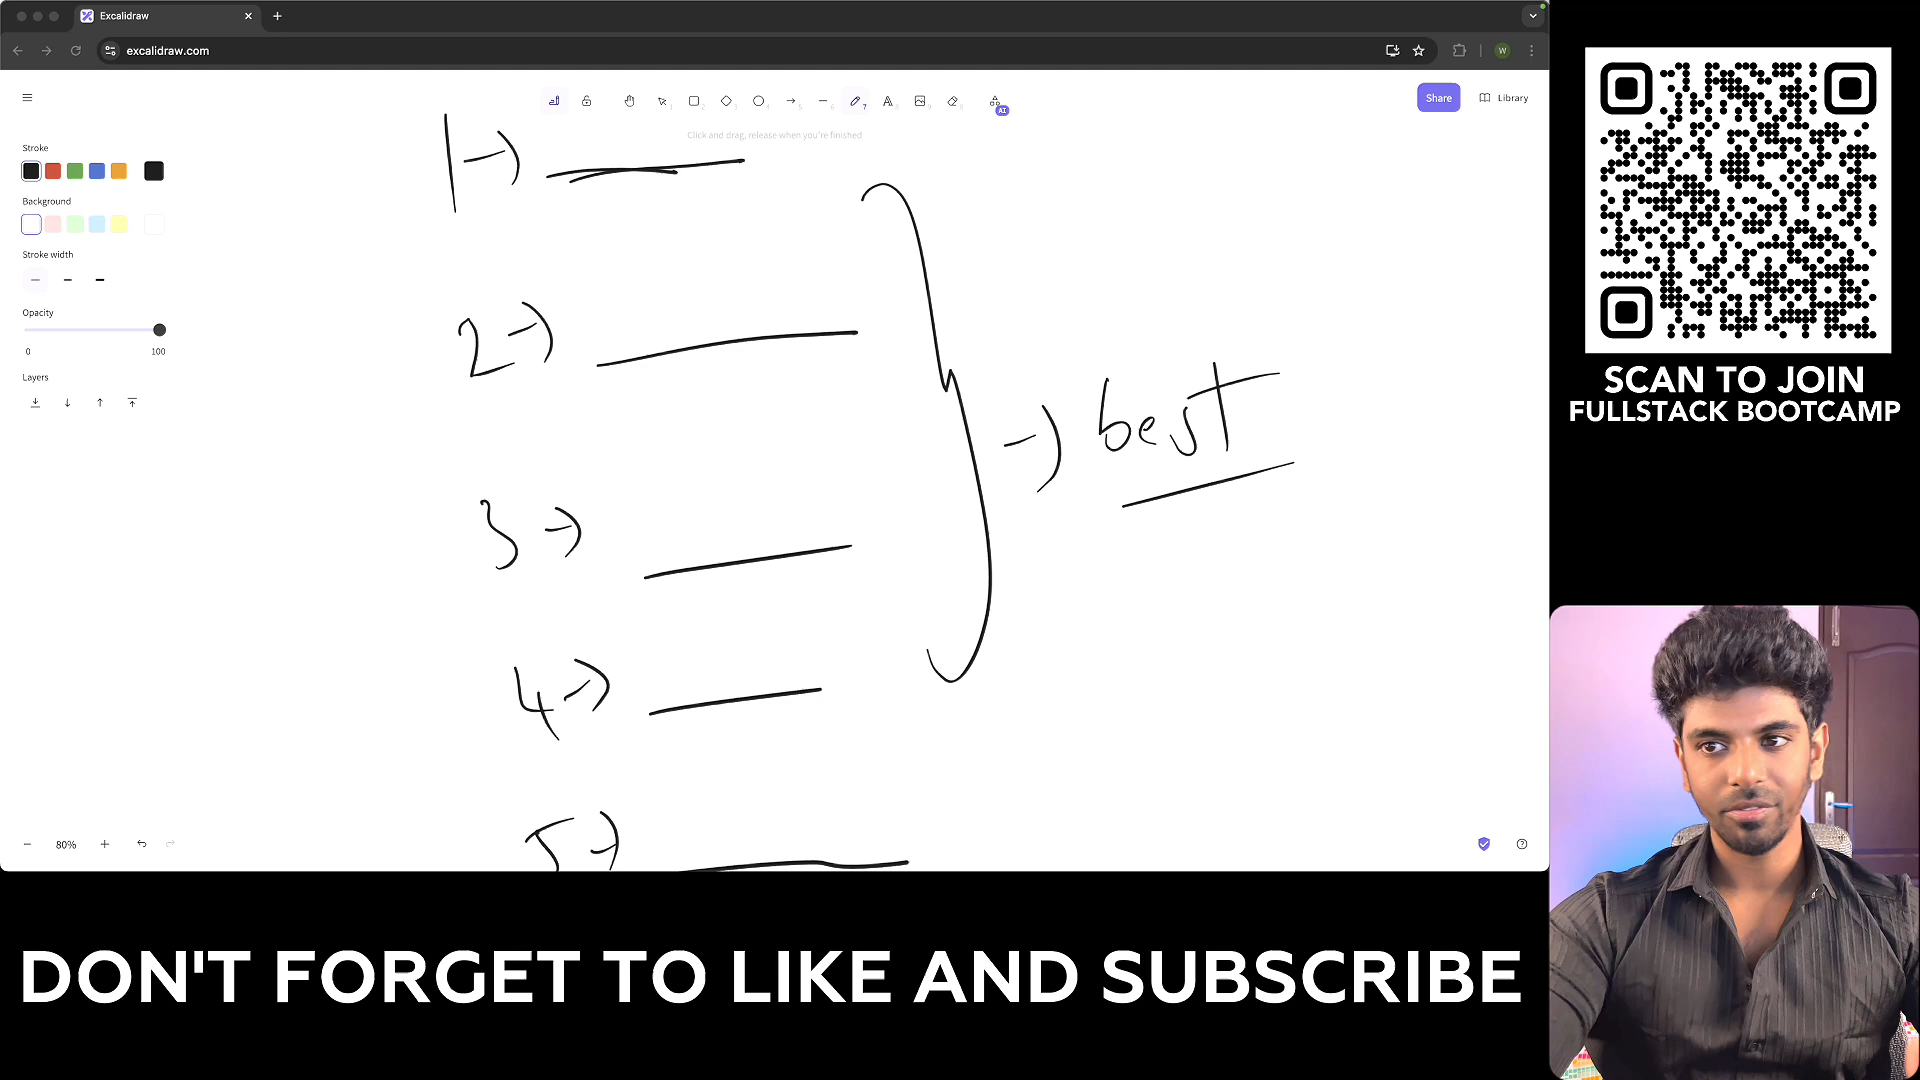 Excalidraw
excalidraw.com
W
Share
Library
AI
Click and drag, release when you're finished
Stroke
Background
Stroke width
Opacity
0 100
Layers
1 →
2 →
3 →
4 →
5 →
→ best
80%
SCAN TO JOIN
FULLSTACK BOOTCAMP
DON'T FORGET TO LIKE AND SUBSCRIBE